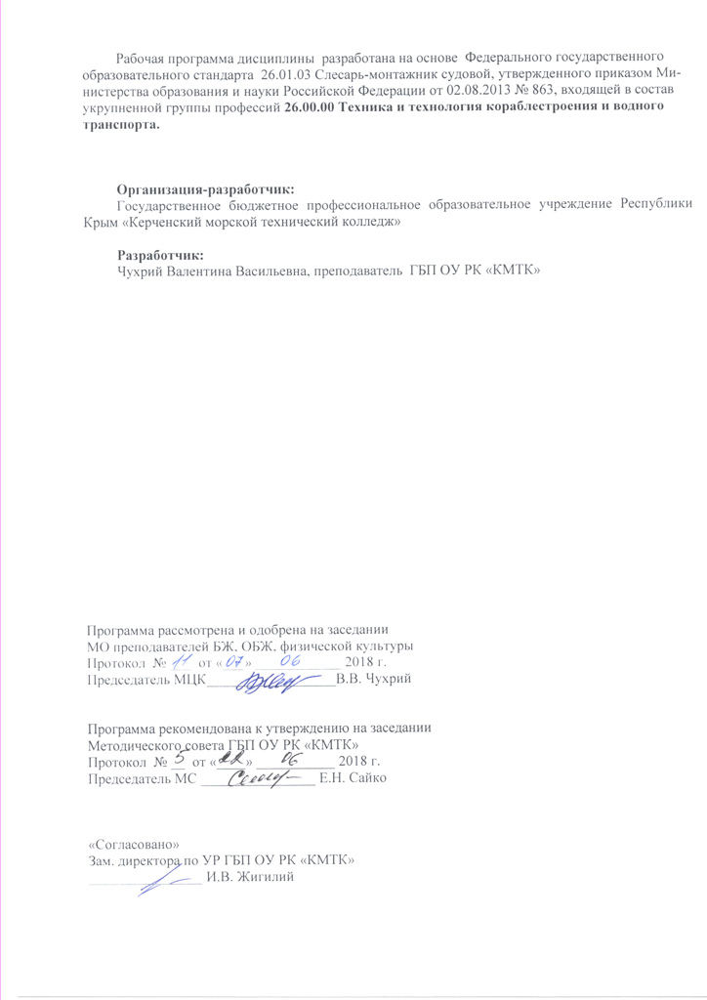 Рабочая программа дисциплины разработана на основе Федерального государственного
образовательного стандарта 26.01.03 Слесарь-монтажник судовой, утвержденного приказом Ми-
нистерства образования и науки Российской Федерации от 02.08.2013 № 863, входящей в состав
укрупненной группы профессий 26.00.00 Техника и технология кораблестроения и водного
транспорта.
Организация-разработчик:
Государственное бюджетное профессиональное образовательное учреждение Республики
Крым «Керченский морской технический колледж»
Разработчик:
Чухрий Валентина Васильевна, преподаватель ГБП ОУ РК «КМТК»
Программа рассмотрена и одобрена на заседании
МО преподавателей БЖ, ОБЖ, физической культуры
Протокол № 11 от «07» 06 2018 г.
Председатель МЦК В.В. Чухрий
Программа рекомендована к утверждению на заседании
Методического совета ГБП ОУ РК «КМТК»
Протокол № 5 от «22» 06 2018 г.
Председатель МС Е.Н. Сайко
«Согласовано»
Зам. директора по УР ГБП ОУ РК «КМТК»
И.В. Жигилий